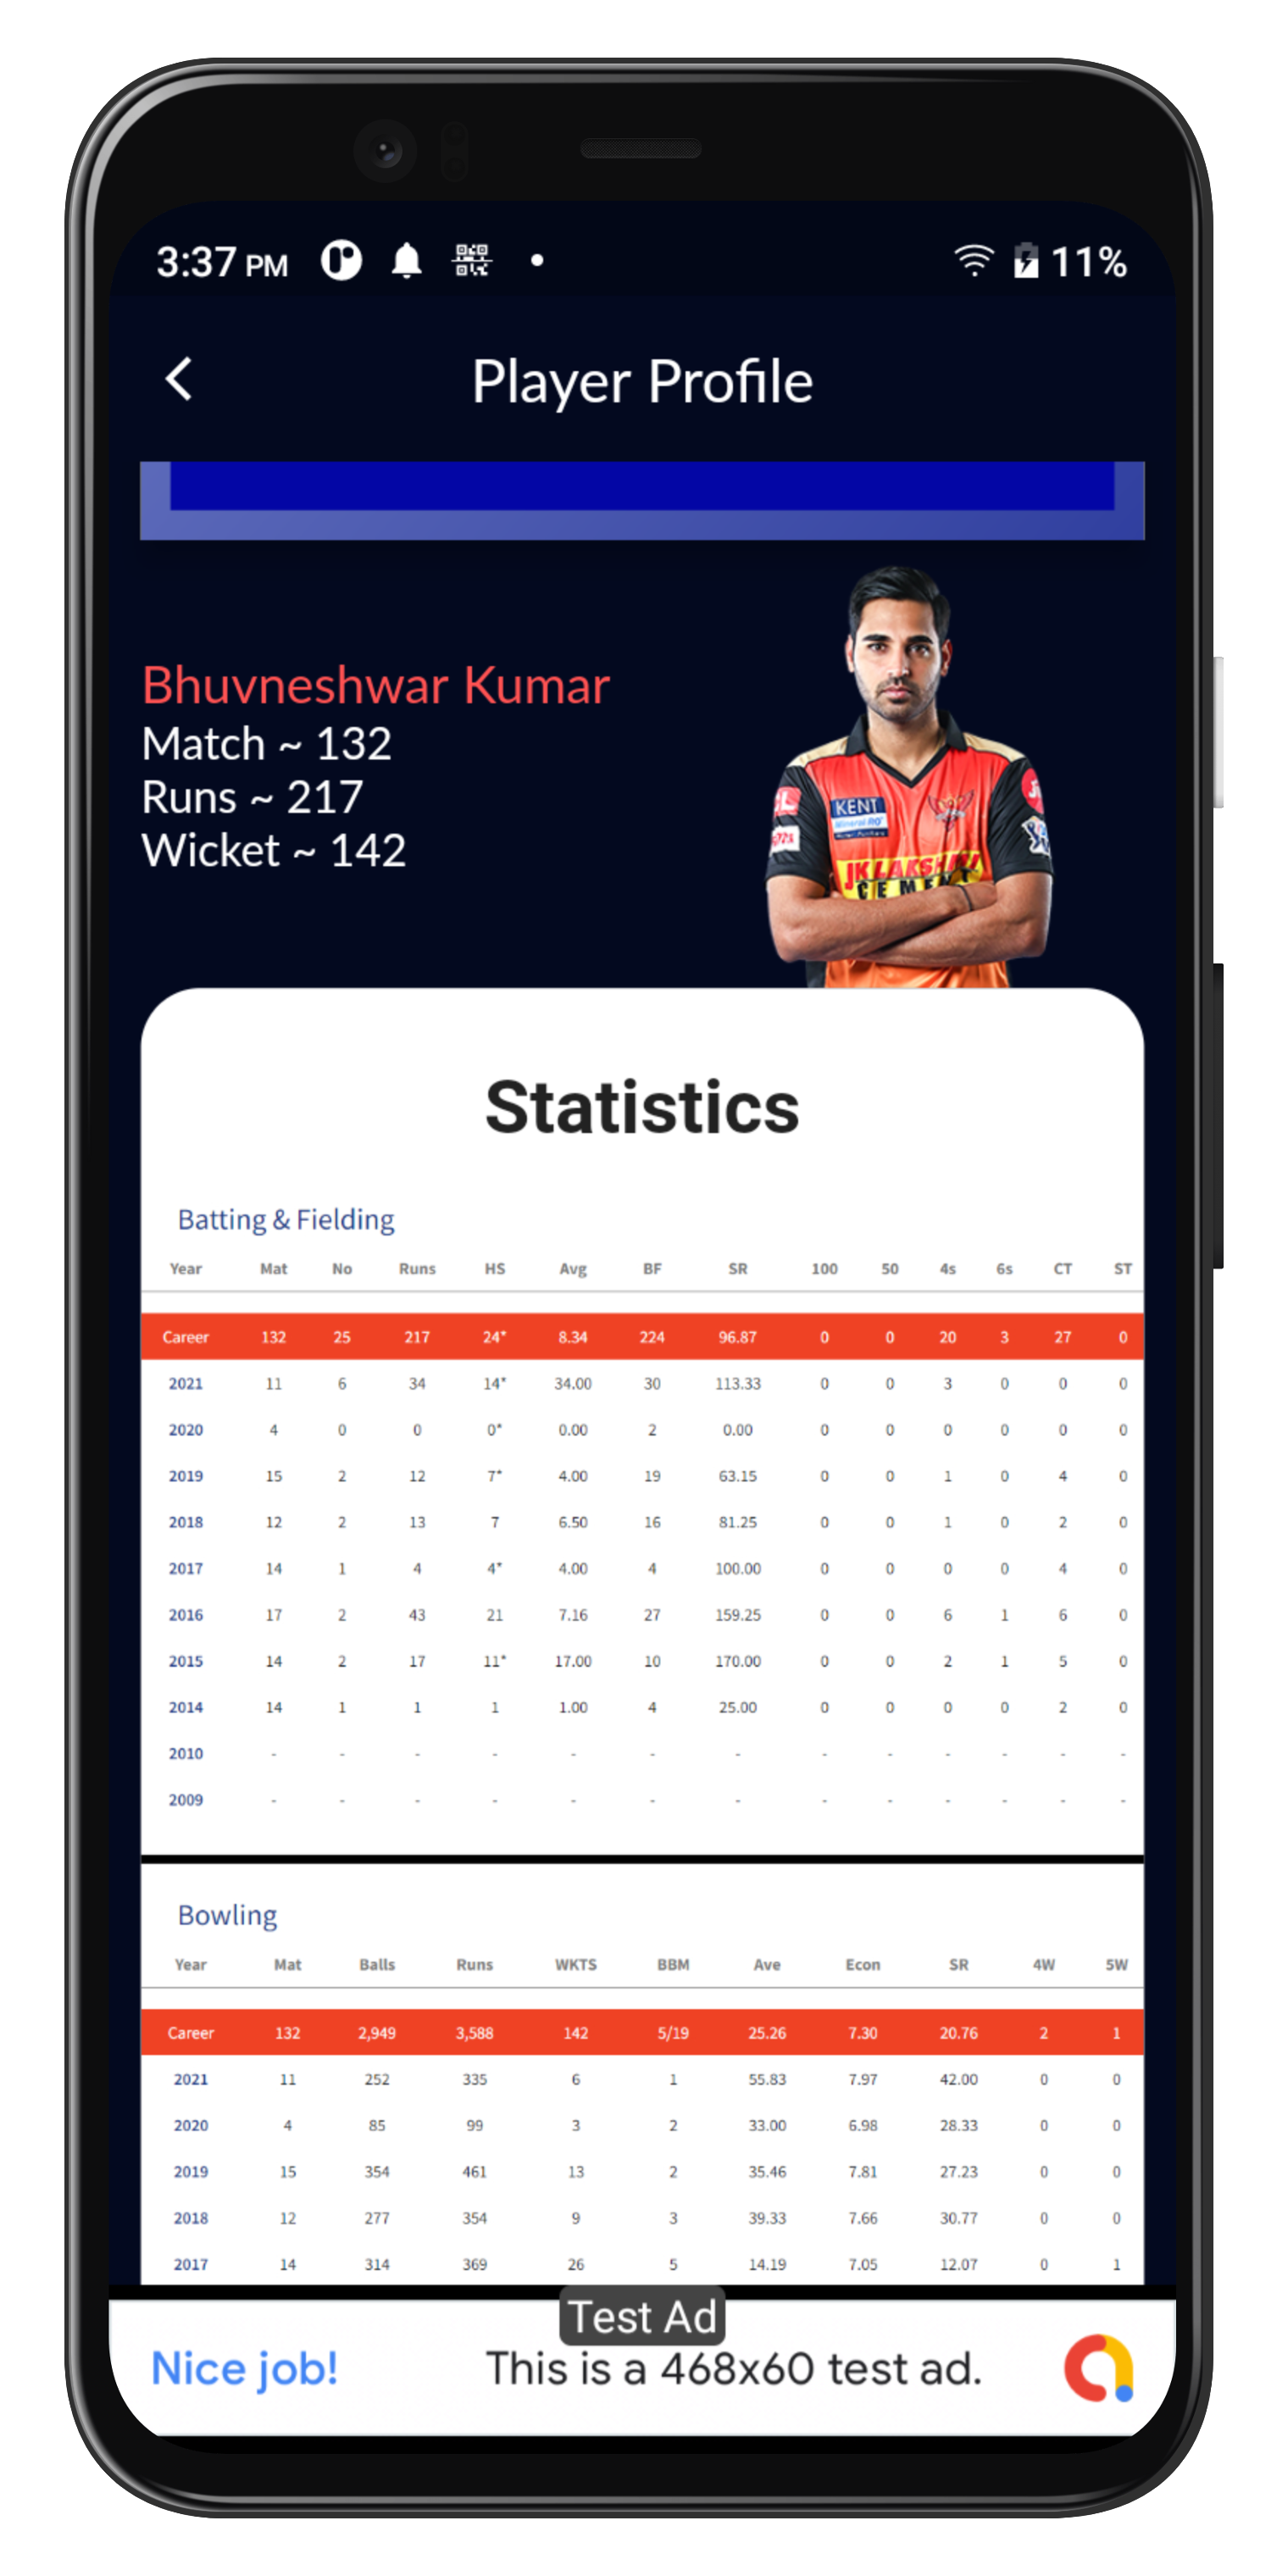 3:37 PM 11%
Player Profile
Bhuvneshwar Kumar
Match ~ 132
Runs ~ 217
Wicket ~ 142
KENT
Mineral RO
JK LAKSHMI
CEMENT
Statistics
Batting & Fielding
Year Mat No Runs HS Avg BF SR 100 50 4s 6s CT ST
Career 132 25 217 24* 8.34 224 96.87 0 0 20 3 27 0
2021 11 6 34 14* 34.00 30 113.33 0 0 3 0 0 0
2020 4 0 0 0* 0.00 2 0.00 0 0 0 0 0 0
2019 15 2 12 7* 4.00 19 63.15 0 0 1 0 4 0
2018 12 2 13 7 6.50 16 81.25 0 0 1 0 2 0
2017 14 1 4 4* 4.00 4 100.00 0 0 0 0 4 0
2016 17 2 43 21 7.16 27 159.25 0 0 6 1 6 0
2015 14 2 17 11* 17.00 10 170.00 0 0 2 1 5 0
2014 14 1 1 1 1.00 4 25.00 0 0 0 0 2 0
2010 - - - - - - - - - - - - -
2009 - - - - - - - - - - - - -
Bowling
Year Mat Balls Runs WKTS BBM Ave Econ SR 4W 5W
Career 132 2,949 3,588 142 5/19 25.26 7.30 20.76 2 1
2021 11 252 335 6 1 55.83 7.97 42.00 0 0
2020 4 85 99 3 2 33.00 6.98 28.33 0 0
2019 15 354 461 13 2 35.46 7.81 27.23 0 0
2018 12 277 354 9 3 39.33 7.66 30.77 0 0
2017 14 314 369 26 5 14.19 7.05 12.07 0 1
Test Ad
Nice job! This is a 468x60 test ad.